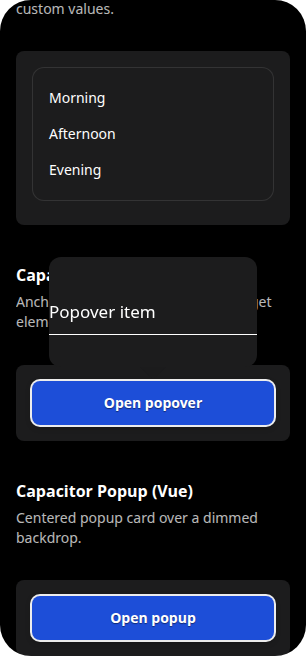 custom values.
Morning
Afternoon
Evening
Capa
Anch
get
Popover item
elem
Open popover
Capacitor Popup (Vue)
Centered popup card over a dimmed
backdrop.
Open popup